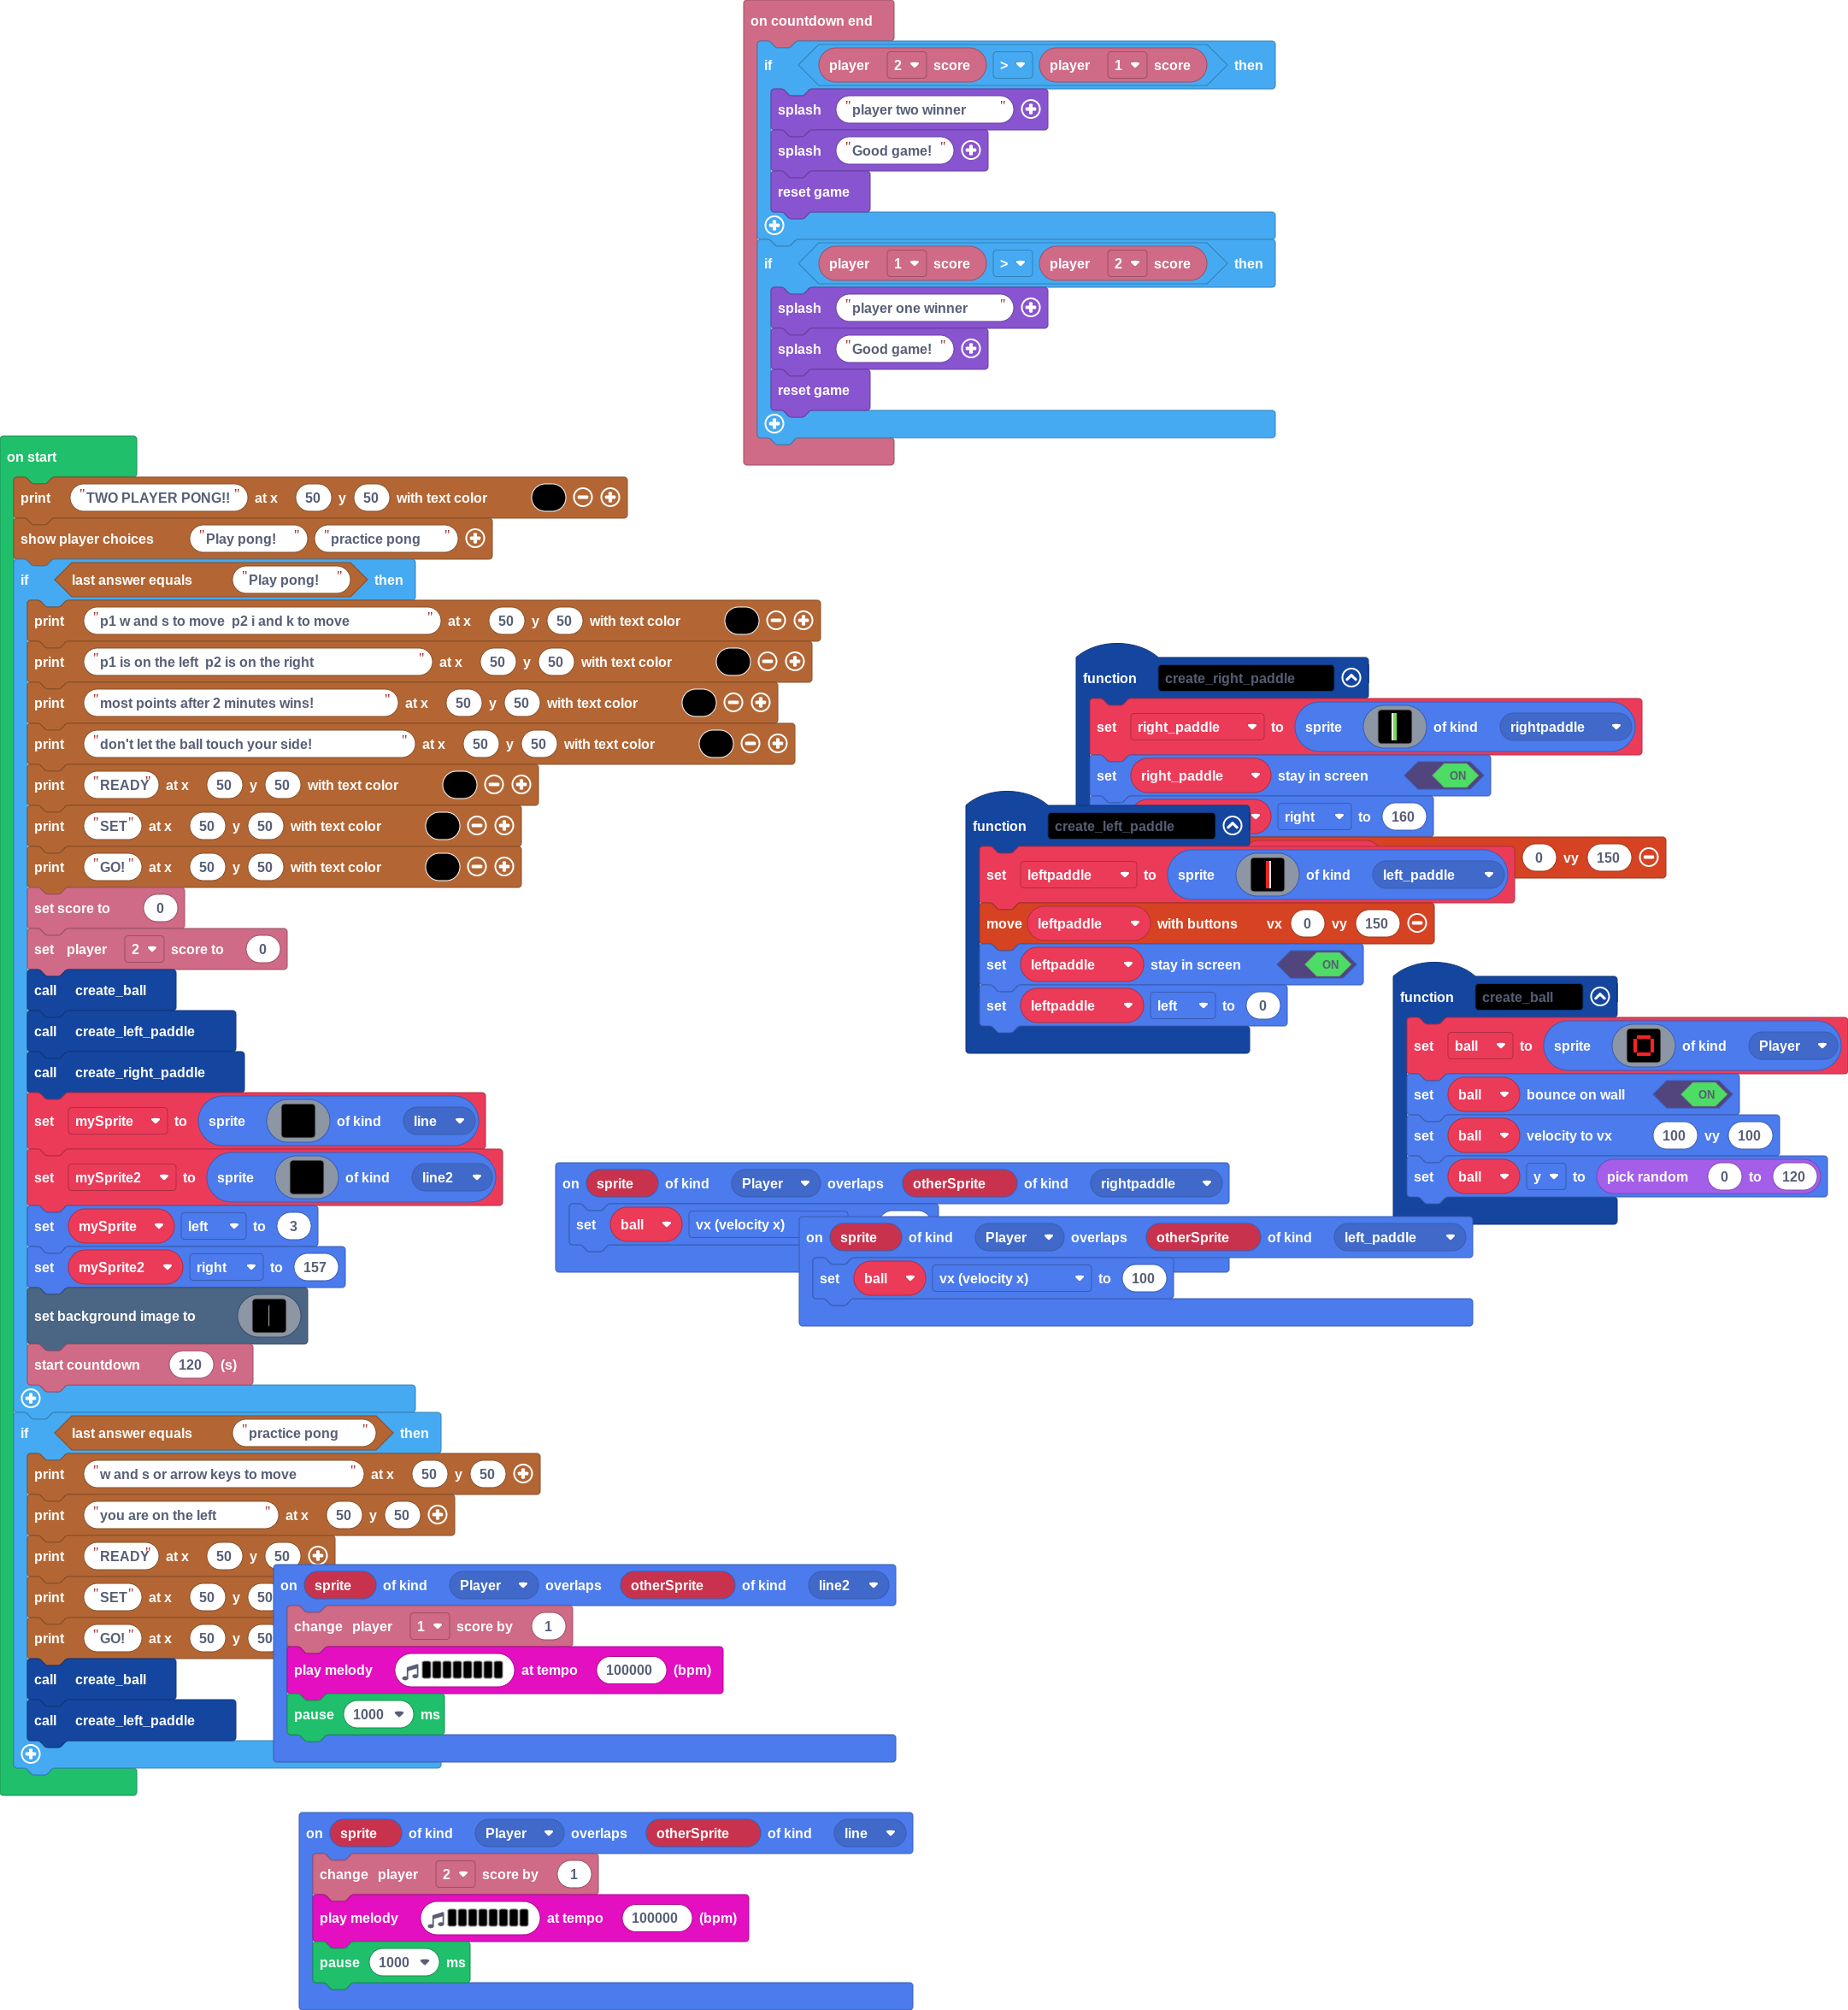 on countdown end
if player 2 score > player 1 score then
splash "player two winner"
splash "Good game!"
reset game
if player 1 score > player 2 score then
splash "player one winner"
splash "Good game!"
reset game
on start
print "TWO PLAYER PONG!!" at x 50 y 50 with text color
show player choices "Play pong!" "practice pong"
if last answer equals "Play pong!" then
print "p1 w and s to move  p2 i and k to move" at x 50 y 50 with text color
print "p1 is on the left  p2 is on the right" at x 50 y 50 with text color
print "most points after 2 minutes wins!" at x 50 y 50 with text color
print "don't let the ball touch your side!" at x 50 y 50 with text color
print "READY" at x 50 y 50 with text color
print "SET" at x 50 y 50 with text color
print "GO!" at x 50 y 50 with text color
set score to 0
set player 2 score to 0
call create_ball
call create_left_paddle
call create_right_paddle
set mySprite to sprite of kind line
set mySprite2 to sprite of kind line2
set mySprite left to 3
set mySprite2 right to 157
set background image to
start countdown 120 (s)
if last answer equals "practice pong" then
print "w and s or arrow keys to move" at x 50 y 50
print "you are on the left" at x 50 y 50
print "READY" at x 50 y 50
print "SET" at x 50 y 50
print "GO!" at x 50 y 50
call create_ball
call create_left_paddle
function create_right_paddle
set right_paddle to sprite of kind rightpaddle
set right_paddle stay in screen ON
right to 160
0 vy 150
function create_left_paddle
set leftpaddle to sprite of kind left_paddle
move leftpaddle with buttons vx 0 vy 150
set leftpaddle stay in screen ON
set leftpaddle left to 0
function create_ball
set ball to sprite of kind Player
set ball bounce on wall ON
set ball velocity to vx 100 vy 100
set ball y to pick random 0 to 120
on sprite of kind Player overlaps otherSprite of kind rightpaddle
set ball vx (velocity x)
on sprite of kind Player overlaps otherSprite of kind left_paddle
set ball vx (velocity x) to 100
on sprite of kind Player overlaps otherSprite of kind line2
change player 1 score by 1
play melody at tempo 100000 (bpm)
pause 1000 ms
on sprite of kind Player overlaps otherSprite of kind line
change player 2 score by 1
play melody at tempo 100000 (bpm)
pause 1000 ms